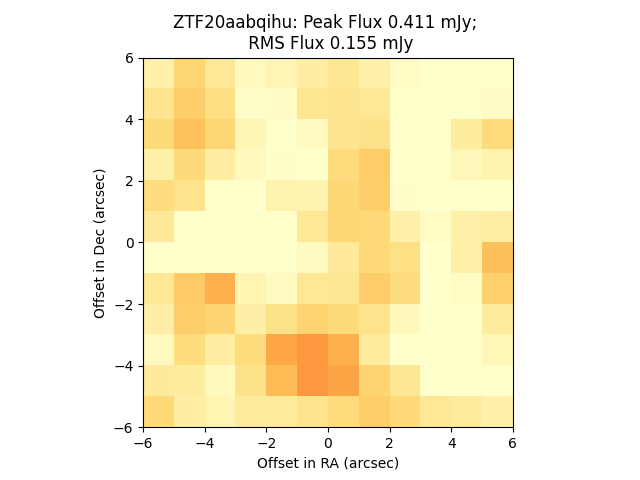 ZTF20aabqihu: Peak Flux 0.411 mJy;
RMS Flux 0.155 mJy
6
4
2
0
−2
−4
−6
Offset in Dec (arcsec)
−6 −4 −2 0 2 4 6
Offset in RA (arcsec)